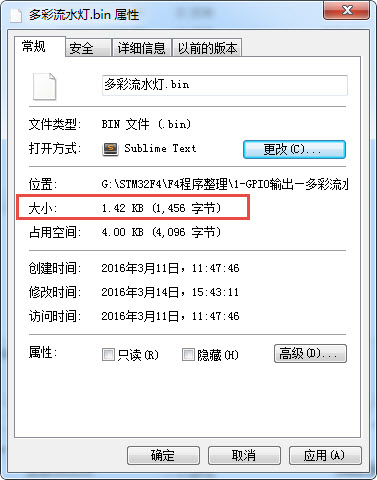 多彩流水灯.bin 属性
常规 安全 详细信息 以前的版本
多彩流水灯.bin
文件类型: BIN 文件 (.bin)
打开方式: Sublime Text 更改(C)...
位置: G:\STM32F4\F4程序整理\1-GPIO输出—多彩流水
大小: 1.42 KB (1,456 字节)
占用空间: 4.00 KB (4,096 字节)
创建时间: 2016年3月11日, 11:47:46
修改时间: 2016年3月14日, 15:43:11
访问时间: 2016年3月11日, 11:47:46
属性: 只读(R) 隐藏(H) 高级(D)...
确定 取消 应用(A)